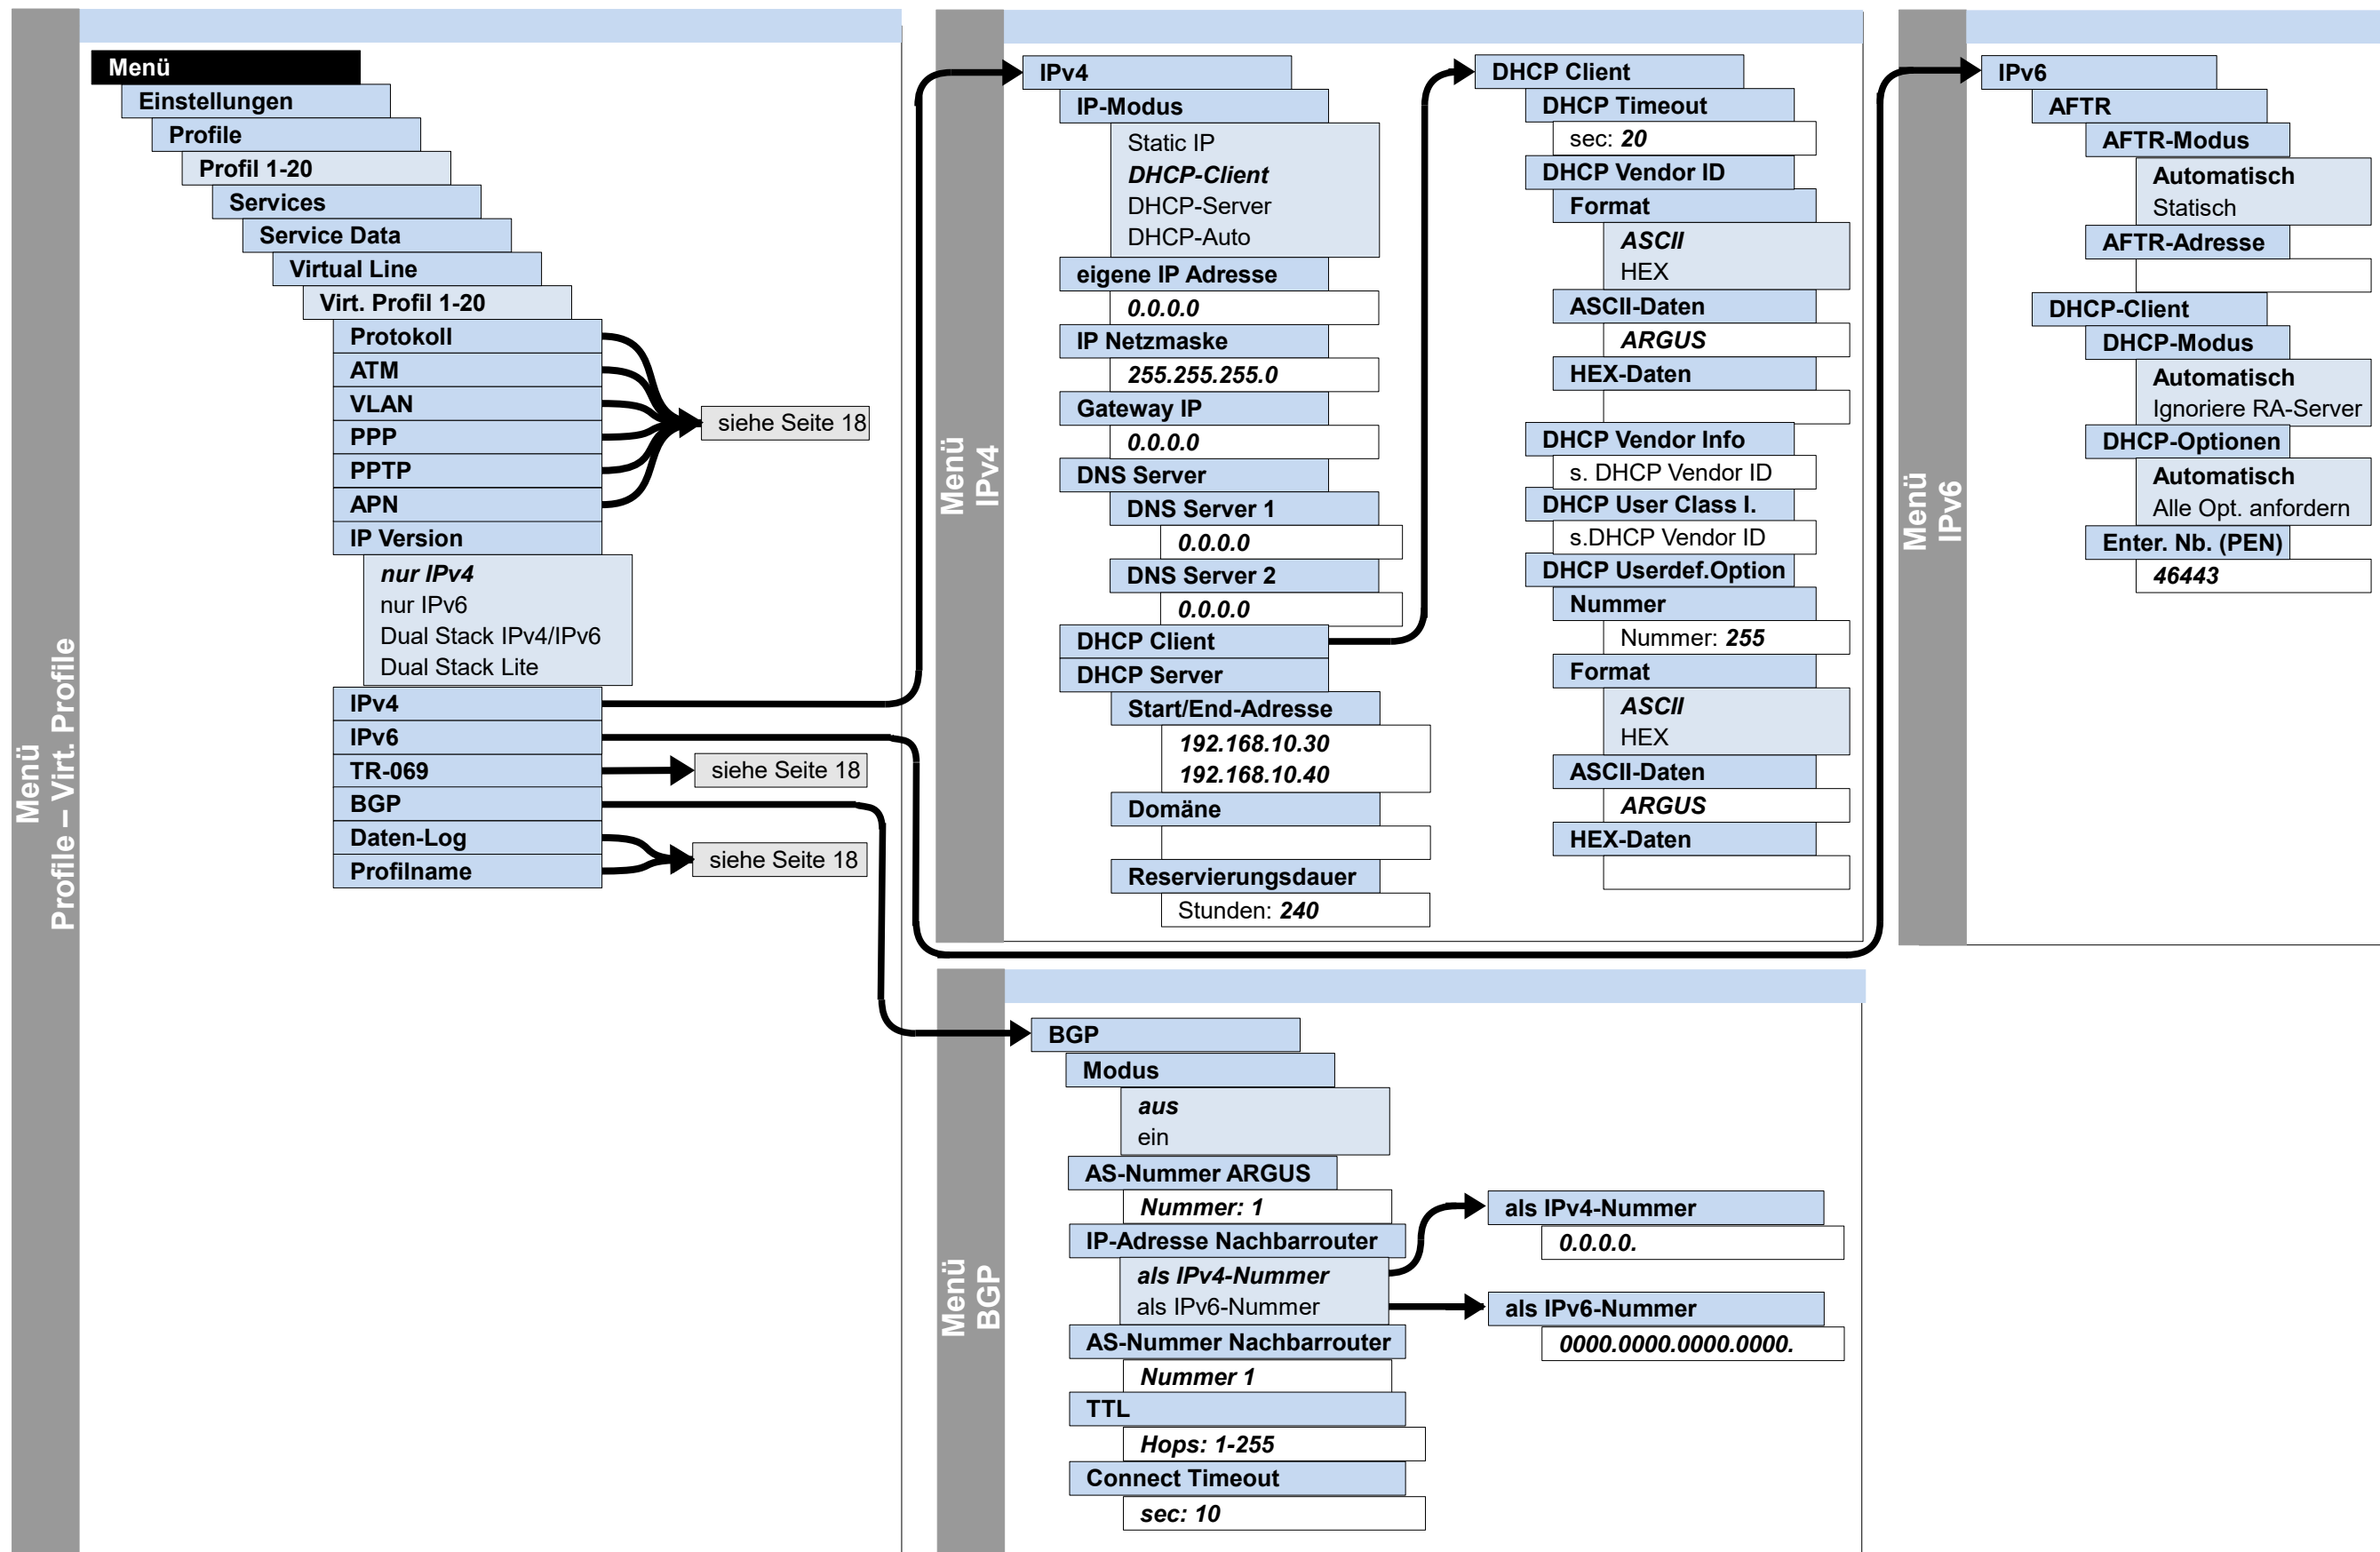 Menü
Profile – Virt. Profile
Menü
Einstellungen
Profile
Profil 1-20
Services
Service Data
Virtual Line
Virt. Profil 1-20
Protokoll
ATM
VLAN
PPP
PPTP
APN
siehe Seite 18
IP Version
nur IPv4
nur IPv6
Dual Stack IPv4/IPv6
Dual Stack Lite
IPv4
IPv6
TR-069
siehe Seite 18
BGP
Daten-Log
Profilname
siehe Seite 18
Menü
IPv4
IPv4
IP-Modus
Static IP
DHCP-Client
DHCP-Server
DHCP-Auto
eigene IP Adresse
0.0.0.0
IP Netzmaske
255.255.255.0
Gateway IP
0.0.0.0
DNS Server
DNS Server 1
0.0.0.0
DNS Server 2
0.0.0.0
DHCP Client
DHCP Server
Start/End-Adresse
192.168.10.30
192.168.10.40
Domäne
Reservierungsdauer
Stunden: 240
DHCP Client
DHCP Timeout
sec: 20
DHCP Vendor ID
Format
ASCII
HEX
ASCII-Daten
ARGUS
HEX-Daten
DHCP Vendor Info
s. DHCP Vendor ID
DHCP User Class I.
s.DHCP Vendor ID
DHCP Userdef.Option
Nummer
Nummer: 255
Format
ASCII
HEX
ASCII-Daten
ARGUS
HEX-Daten
Menü
IPv6
IPv6
AFTR
AFTR-Modus
Automatisch
Statisch
AFTR-Adresse
DHCP-Client
DHCP-Modus
Automatisch
Ignoriere RA-Server
DHCP-Optionen
Automatisch
Alle Opt. anfordern
Enter. Nb. (PEN)
46443
Menü
BGP
BGP
Modus
aus
ein
AS-Nummer ARGUS
Nummer: 1
IP-Adresse Nachbarrouter
als IPv4-Nummer
als IPv6-Nummer
AS-Nummer Nachbarrouter
Nummer 1
TTL
Hops: 1-255
Connect Timeout
sec: 10
als IPv4-Nummer
0.0.0.0.
als IPv6-Nummer
0000.0000.0000.0000.